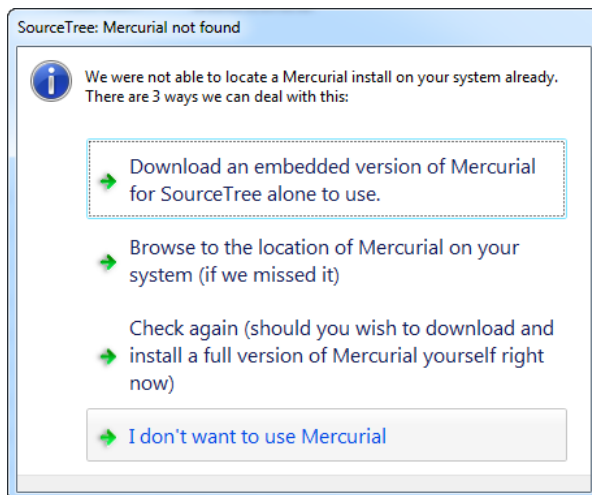 SourceTree: Mercurial not found
We were not able to locate a Mercurial install on your system already.
There are 3 ways we can deal with this:
Download an embedded version of Mercurial
for SourceTree alone to use.
Browse to the location of Mercurial on your
system (if we missed it)
Check again (should you wish to download and
install a full version of Mercurial yourself right
now)
I don't want to use Mercurial